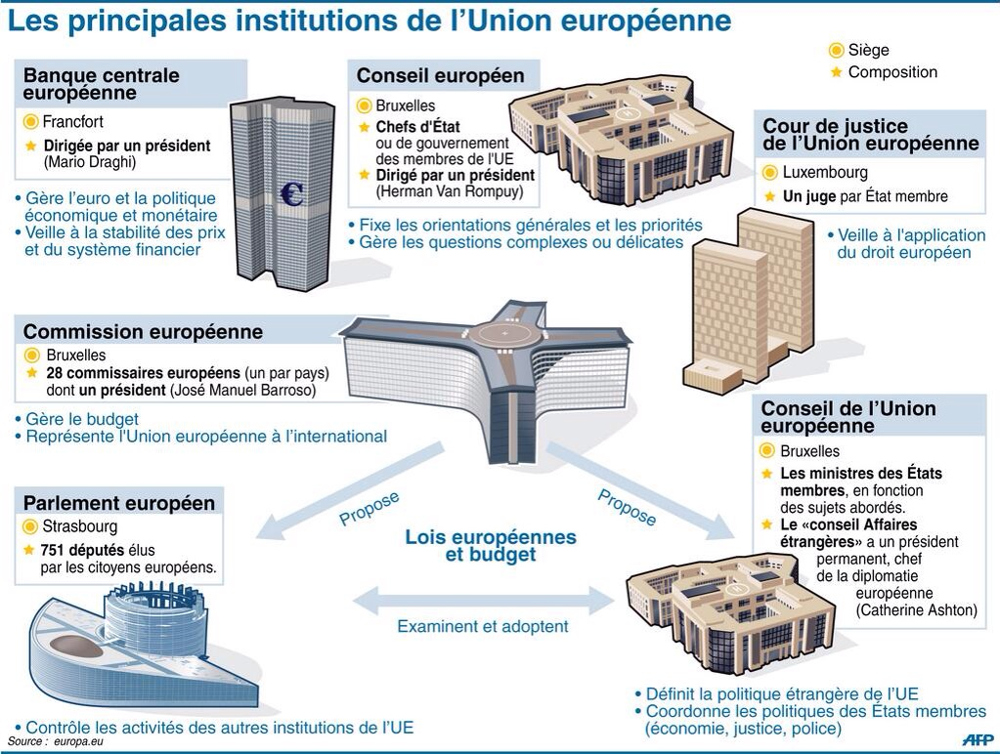 Les principales institutions de l’Union européenne
Siège
Composition
Banque centrale
européenne
Francfort
Dirigée par un président
(Mario Draghi)
• Gère l’euro et la politique
économique et monétaire
• Veille à la stabilité des prix
et du système financier
€
Conseil européen
Bruxelles
Chefs d'État
ou de gouvernement
des membres de l'UE
Dirigé par un président
(Herman Van Rompuy)
• Fixe les orientations générales et les priorités
• Gère les questions complexes ou délicates
Cour de justice
de l’Union européenne
Luxembourg
Un juge par État membre
• Veille à l'application
du droit européen
Commission européenne
Bruxelles
28 commissaires européens (un par pays)
dont un président (José Manuel Barroso)
• Gère le budget
• Représente l'Union européenne à l’international
Conseil de l’Union
européenne
Bruxelles
Les ministres des États
membres, en fonction
des sujets abordés.
Le «conseil Affaires
étrangères» a un président
permanent, chef
de la diplomatie
européenne
(Catherine Ashton)
Parlement européen
Strasbourg
751 députés élus
par les citoyens européens.
Propose
Propose
Lois européennes
et budget
Examinent et adoptent
• Contrôle les activités des autres institutions de l’UE
• Définit la politique étrangère de l’UE
• Coordonne les politiques des États membres
(économie, justice, police)
Source : europa.eu
AFP